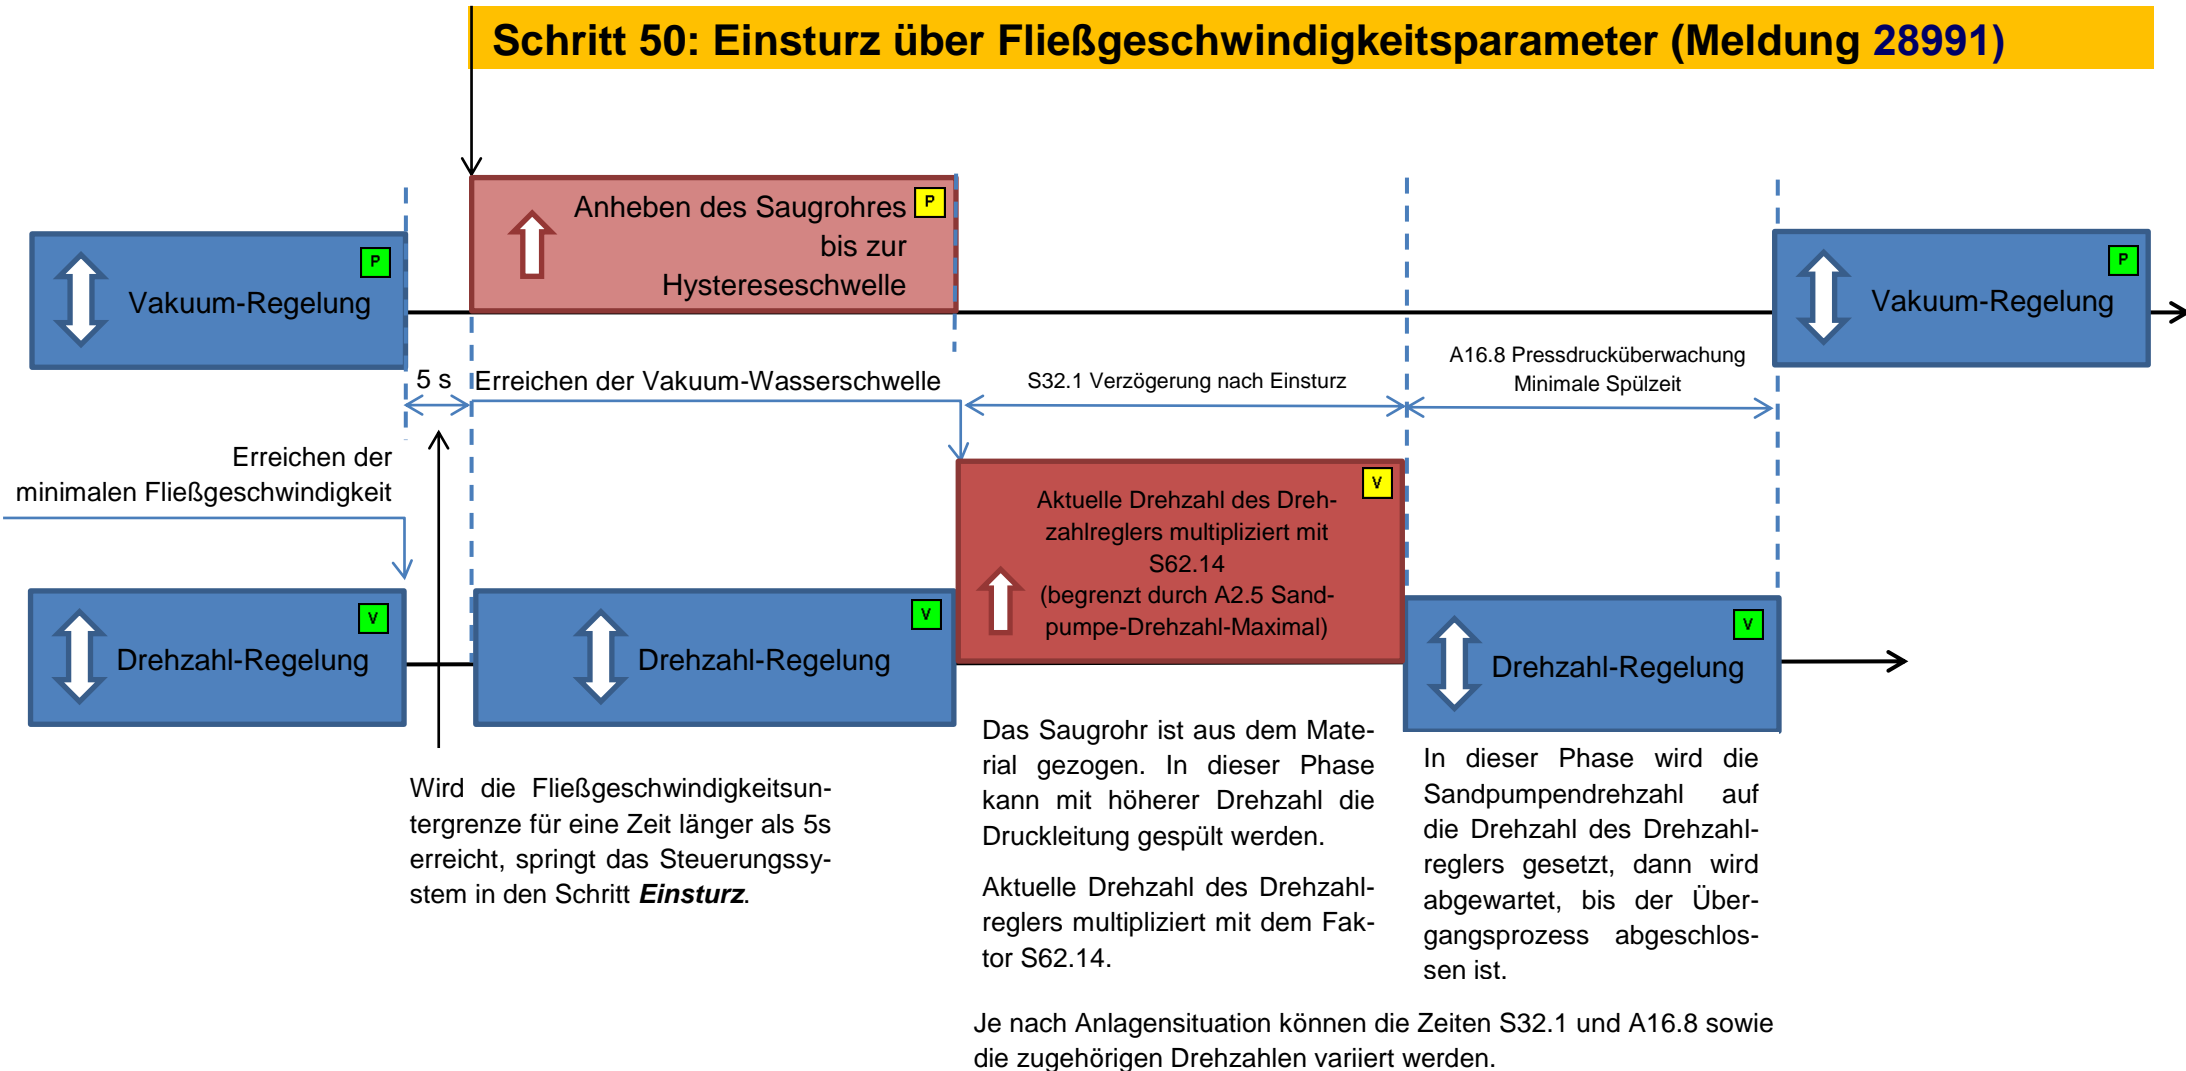 Schritt 50: Einsturz über Fließgeschwindigkeitsparameter (Meldung 28991)
P
Anheben des Saugrohres
bis zur
Hystereseschwelle
P
Vakuum-Regelung
P
Vakuum-Regelung
5 s
Erreichen der Vakuum-Wasserschwelle
S32.1 Verzögerung nach Einsturz
A16.8 Pressdrucküberwachung
Minimale Spülzeit
Erreichen der
minimalen Fließgeschwindigkeit
V
Aktuelle Drehzahl des Dreh-
zahlreglers multipliziert mit
S62.14
(begrenzt durch A2.5 Sand-
pumpe-Drehzahl-Maximal)
V
Drehzahl-Regelung
V
Drehzahl-Regelung
V
Drehzahl-Regelung
Wird die Fließgeschwindigkeitsun-
tergrenze für eine Zeit länger als 5s
erreicht, springt das Steuerungssy-
stem in den Schritt Einsturz.
Das Saugrohr ist aus dem Mate-
rial gezogen. In dieser Phase
kann mit höherer Drehzahl die
Druckleitung gespült werden.
Aktuelle Drehzahl des Drehzahl-
reglers multipliziert mit dem Fak-
tor S62.14.
In dieser Phase wird die
Sandpumpendrehzahl auf
die Drehzahl des Drehzahl-
reglers gesetzt, dann wird
abgewartet, bis der Über-
gangsprozess abgeschlos-
sen ist.
Je nach Anlagensituation können die Zeiten S32.1 und A16.8 sowie
die zugehörigen Drehzahlen variiert werden.